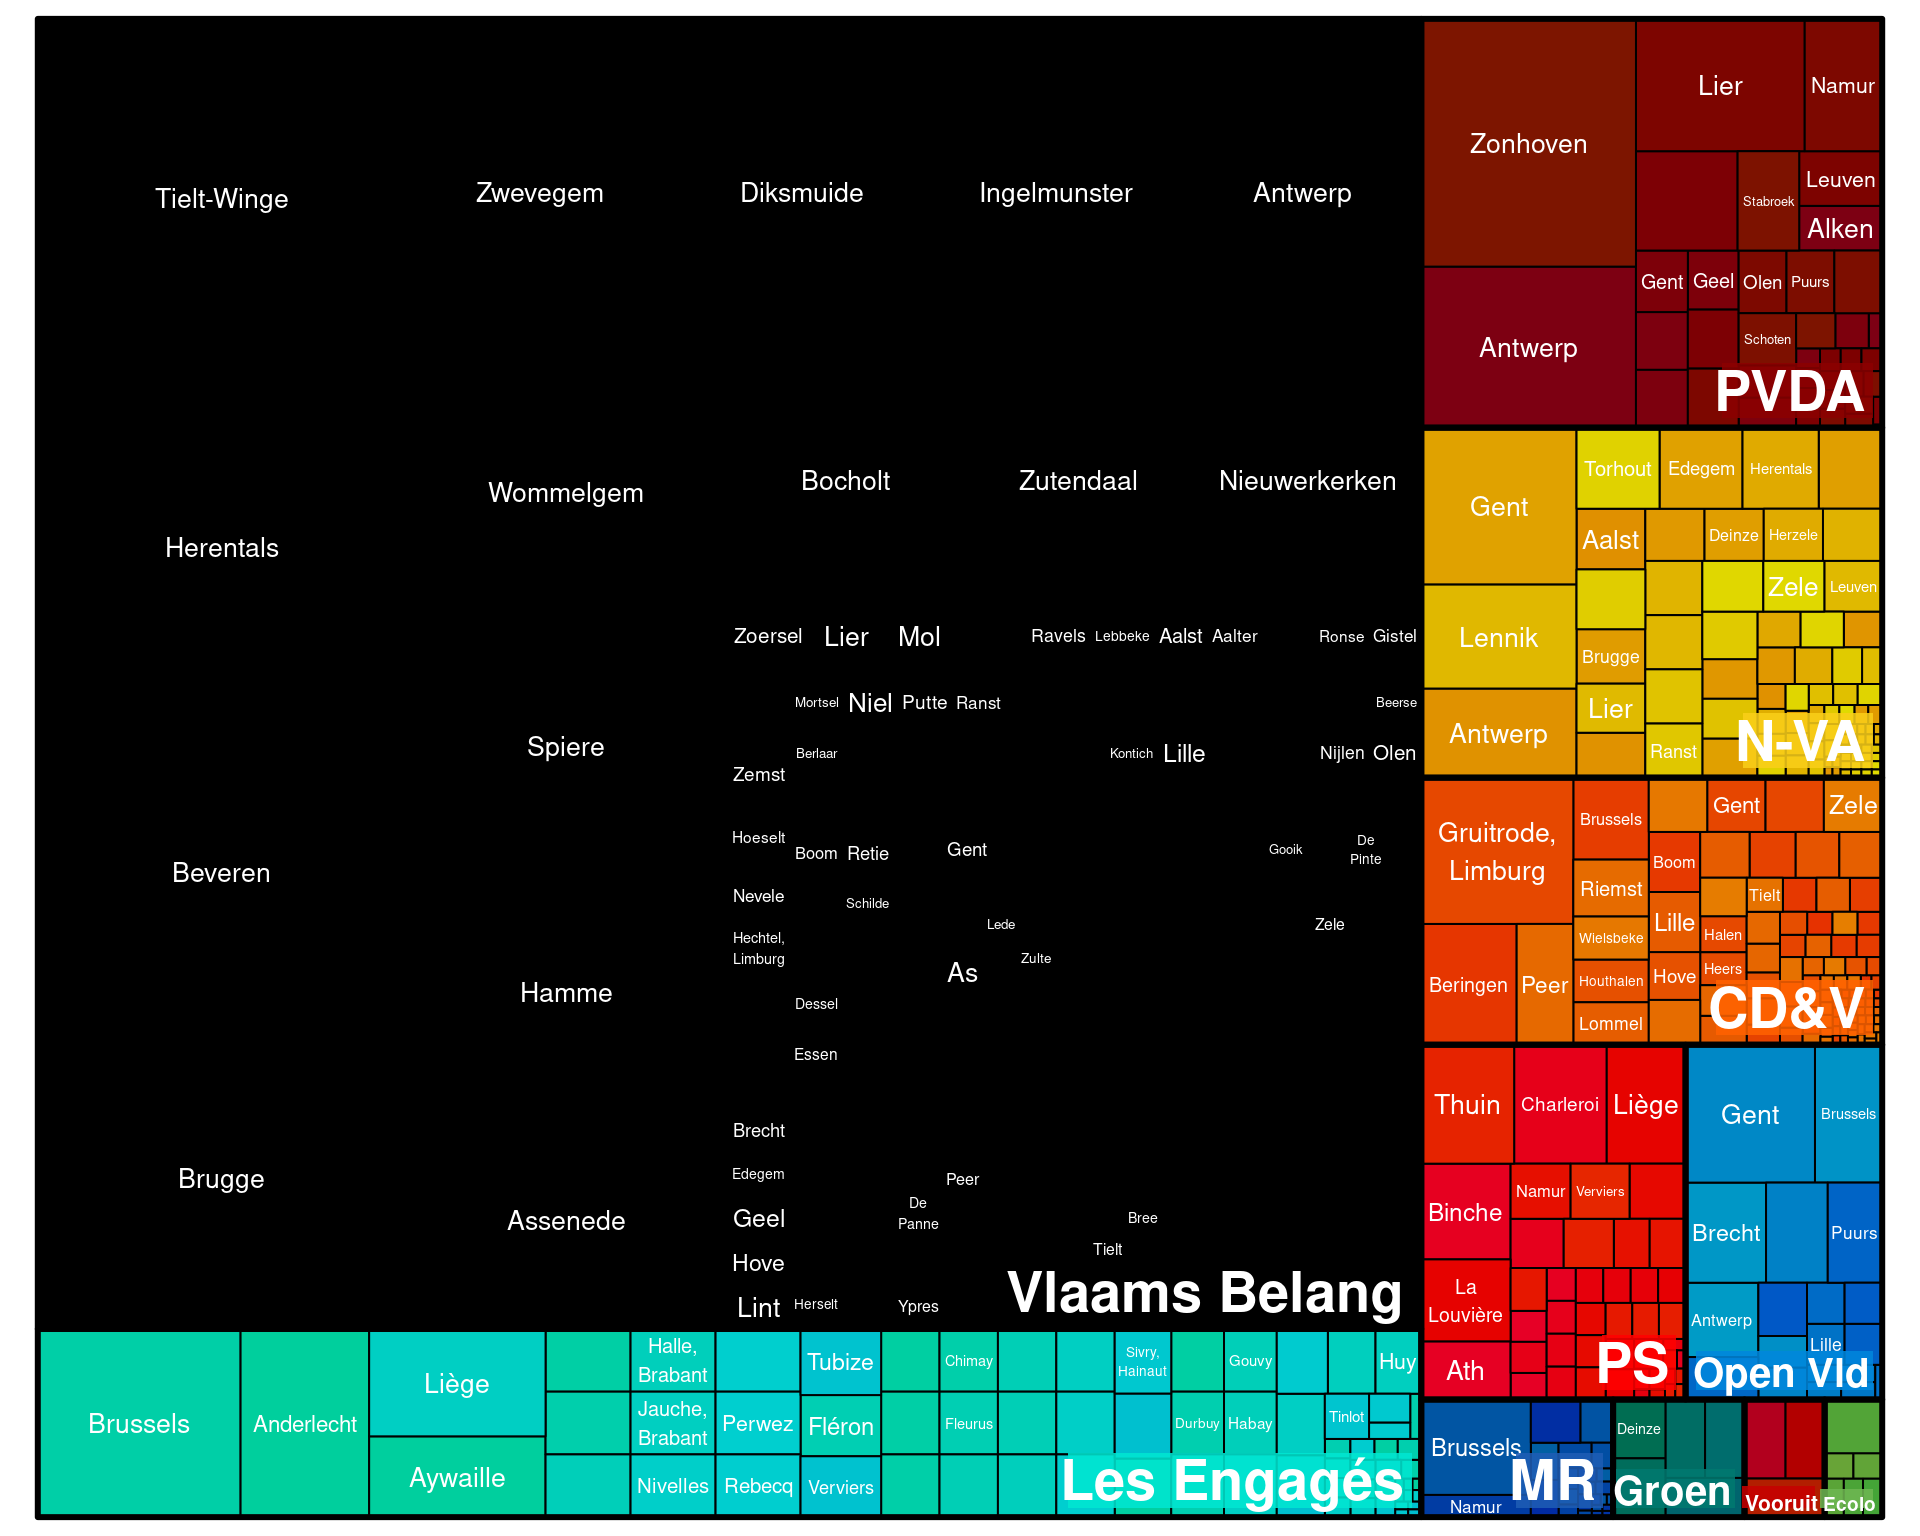 Tielt-Winge
Zwevegem
Diksmuide
Ingelmunster
Antwerp
Herentals
Wommelgem
Bocholt
Zutendaal
Nieuwerkerken
Zoersel
Lier
Mol
Ravels
Lebbeke
Aalst
Aalter
Ronse
Gistel
Mortsel
Niel
Putte
Ranst
Beerse
Spiere
Zemst
Berlaar
Kontich
Lille
Nijlen
Olen
Beveren
Hoeselt
Boom
Retie
Gent
Gooik
De
Pinte
Nevele
Schilde
Lede
Zele
Hechtel,
Limburg
As
Zulte
Hamme
Dessel
Essen
Brecht
Brugge
Edegem
Peer
Assenede
Geel
De
Panne
Bree
Tielt
Hove
Lint
Herselt
Ypres
Vlaams Belang
Zonhoven
Lier
Namur
Stabroek
Leuven
Alken
Antwerp
Gent
Geel
Olen
Puurs
Schoten
PVDA
Gent
Torhout
Edegem
Herentals
Aalst
Deinze
Herzele
Zele
Leuven
Lennik
Brugge
Lier
Antwerp
Ranst
N-VA
Gruitrode,
Limburg
Brussels
Gent
Zele
Boom
Riemst
Tielt
Lille
Wielsbeke
Halen
Beringen
Peer
Houthalen
Hove
Heers
Lommel
CD&V
Thuin
Charleroi
Liège
Binche
Namur
Verviers
La
Louvière
Ath
PS
Gent
Brussels
Brecht
Puurs
Antwerp
Lille
Open Vld
Brussels
Anderlecht
Liège
Aywaille
Halle,
Brabant
Jauche,
Brabant
Nivelles
Perwez
Rebecq
Tubize
Fléron
Verviers
Chimay
Fleurus
Sivry,
Hainaut
Durbuy
Gouvy
Habay
Huy
Tinlot
Les Engagés
Brussels
Namur
MR
Deinze
Groen
Vooruit
Ecolo